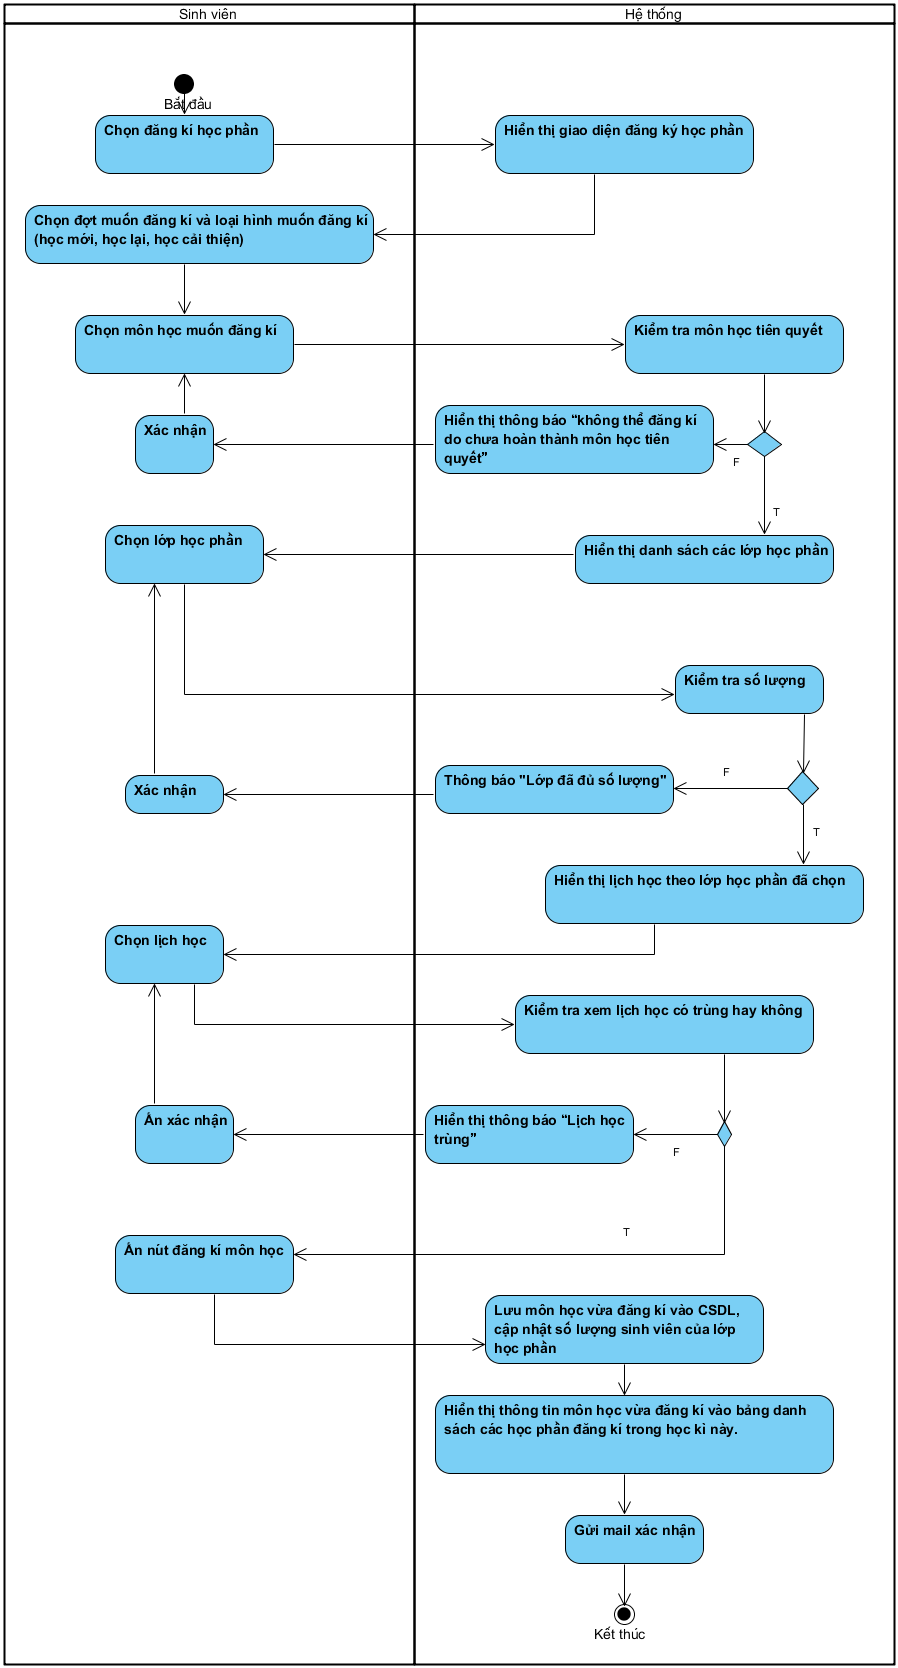 Sinh viên
Hệ thống
Bắt đầu
Chọn đăng kí học phần
Hiển thị giao diện đăng ký học phần
Chọn đợt muốn đăng kí và loại hình muốn đăng kí
(học mới, học lại, học cải thiện)
Chọn môn học muốn đăng kí
Kiểm tra môn học tiên quyết
Xác nhận
Hiển thị thông báo “không thể đăng kí
do chưa hoàn thành môn học tiên
quyết”
F
T
Chọn lớp học phần
Hiển thị danh sách các lớp học phần
Kiểm tra số lượng
Xác nhận
Thông báo "Lớp đã đủ số lượng"
F
T
Hiển thị lịch học theo lớp học phần đã chọn
Chọn lịch học
Kiểm tra xem lịch học có trùng hay không
Ấn xác nhận
Hiển thị thông báo “Lịch học
trùng”
F
T
Ấn nút đăng kí môn học
Lưu môn học vừa đăng kí vào CSDL,
cập nhật số lượng sinh viên của lớp
học phần
Hiển thị thông tin môn học vừa đăng kí vào bảng danh
sách các học phần đăng kí trong học kì này.
Gửi mail xác nhận
Kết thúc